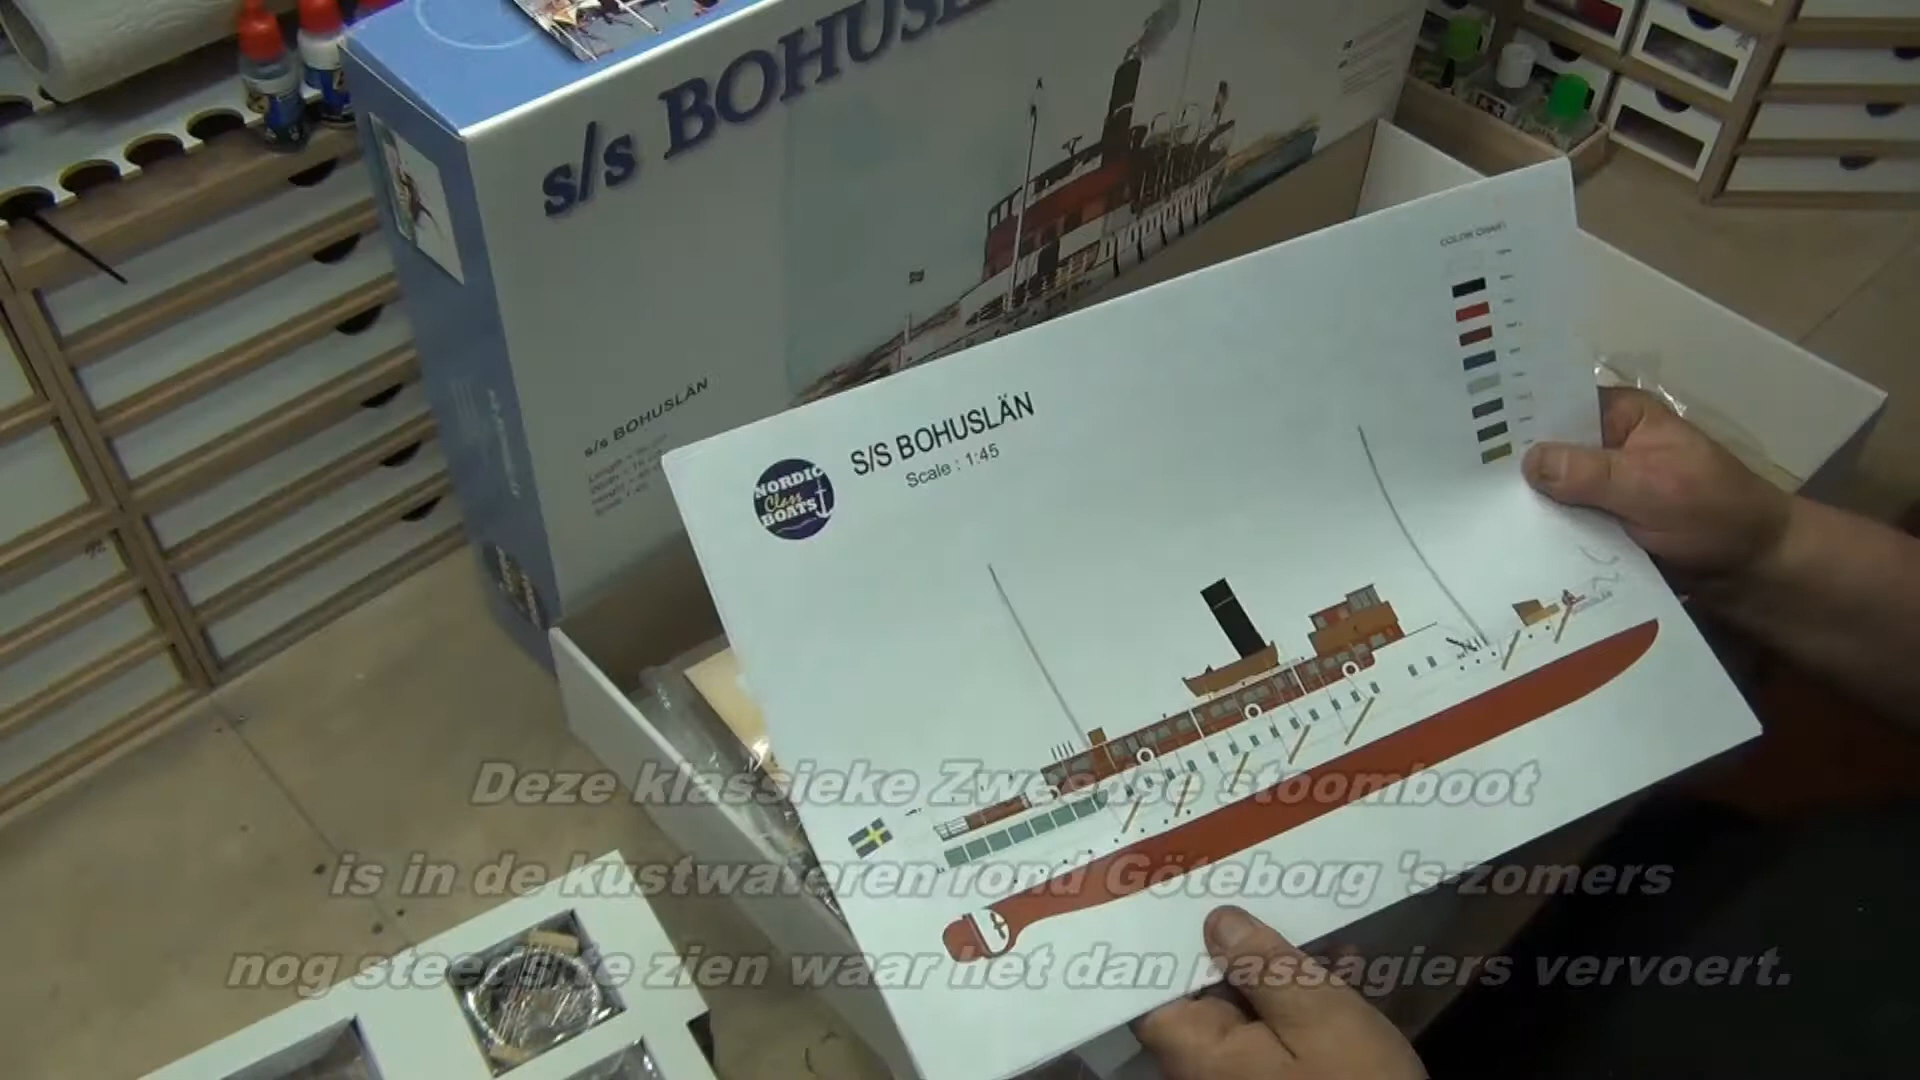 s/s BOHUSL
s/s BOHUSLÄN
COLOR CHART
S/S BOHUSLÄN
Scale : 1:45
NORDIC
Class
BOATS
Deze klassieke Zweedse stoomboot
is in de kustwateren rond Göteborg 's-zomers
nog steeds te zien waar het dan passagiers vervoert.